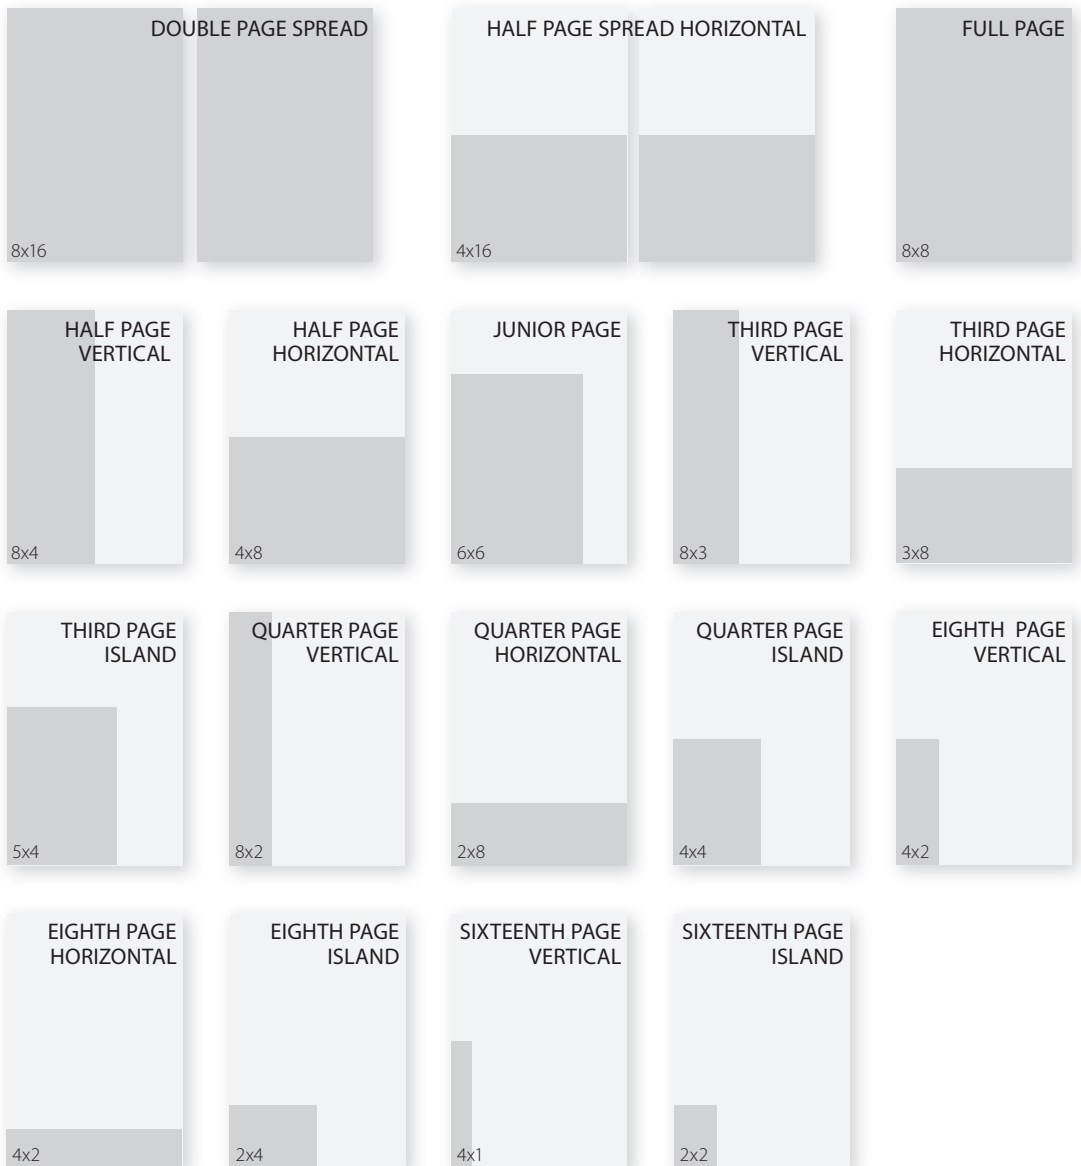 DOUBLE PAGE SPREAD
8x16
HALF PAGE SPREAD HORIZONTAL
4x16
FULL PAGE
8x8
HALF PAGE
VERTICAL
8x4
HALF PAGE
HORIZONTAL
4x8
JUNIOR PAGE
6x6
THIRD PAGE
VERTICAL
8x3
THIRD PAGE
HORIZONTAL
3x8
THIRD PAGE
ISLAND
5x4
QUARTER PAGE
VERTICAL
8x2
QUARTER PAGE
HORIZONTAL
2x8
QUARTER PAGE
ISLAND
4x4
EIGHTH PAGE
VERTICAL
4x2
EIGHTH PAGE
HORIZONTAL
4x2
EIGHTH PAGE
ISLAND
2x4
SIXTEENTH PAGE
VERTICAL
4x1
SIXTEENTH PAGE
ISLAND
2x2